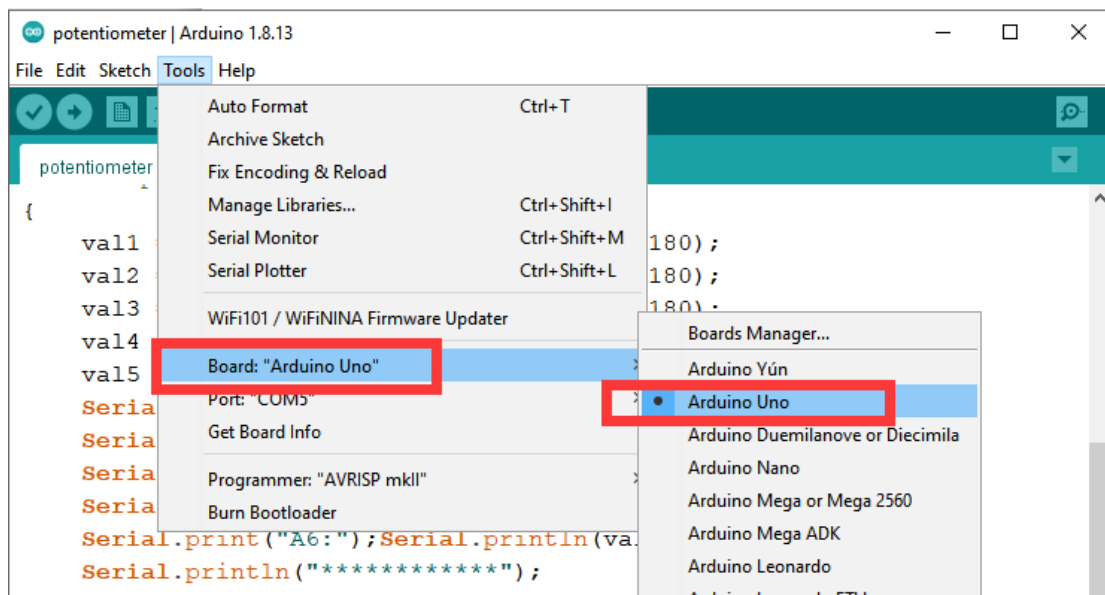 potentiometer | Arduino 1.8.13
File Edit Sketch Tools Help
potentiometer
Auto Format Ctrl+T
Archive Sketch
Fix Encoding & Reload
Manage Libraries... Ctrl+Shift+I
Serial Monitor Ctrl+Shift+M
Serial Plotter Ctrl+Shift+L
WiFi101 / WiFiNINA Firmware Updater
Board: "Arduino Uno"
Port: "COM5"
Get Board Info
Programmer: "AVRISP mkII"
Burn Bootloader
Boards Manager...
Arduino Yún
Arduino Uno
Arduino Duemilanove or Diecimila
Arduino Nano
Arduino Mega or Mega 2560
Arduino Mega ADK
Arduino Leonardo
{
val1 180);
val2 180);
val3 180);
val4
val5
Seria
Seria
Seria
Seria
Serial.print("A6:");Serial.println(va
Serial.println("************");